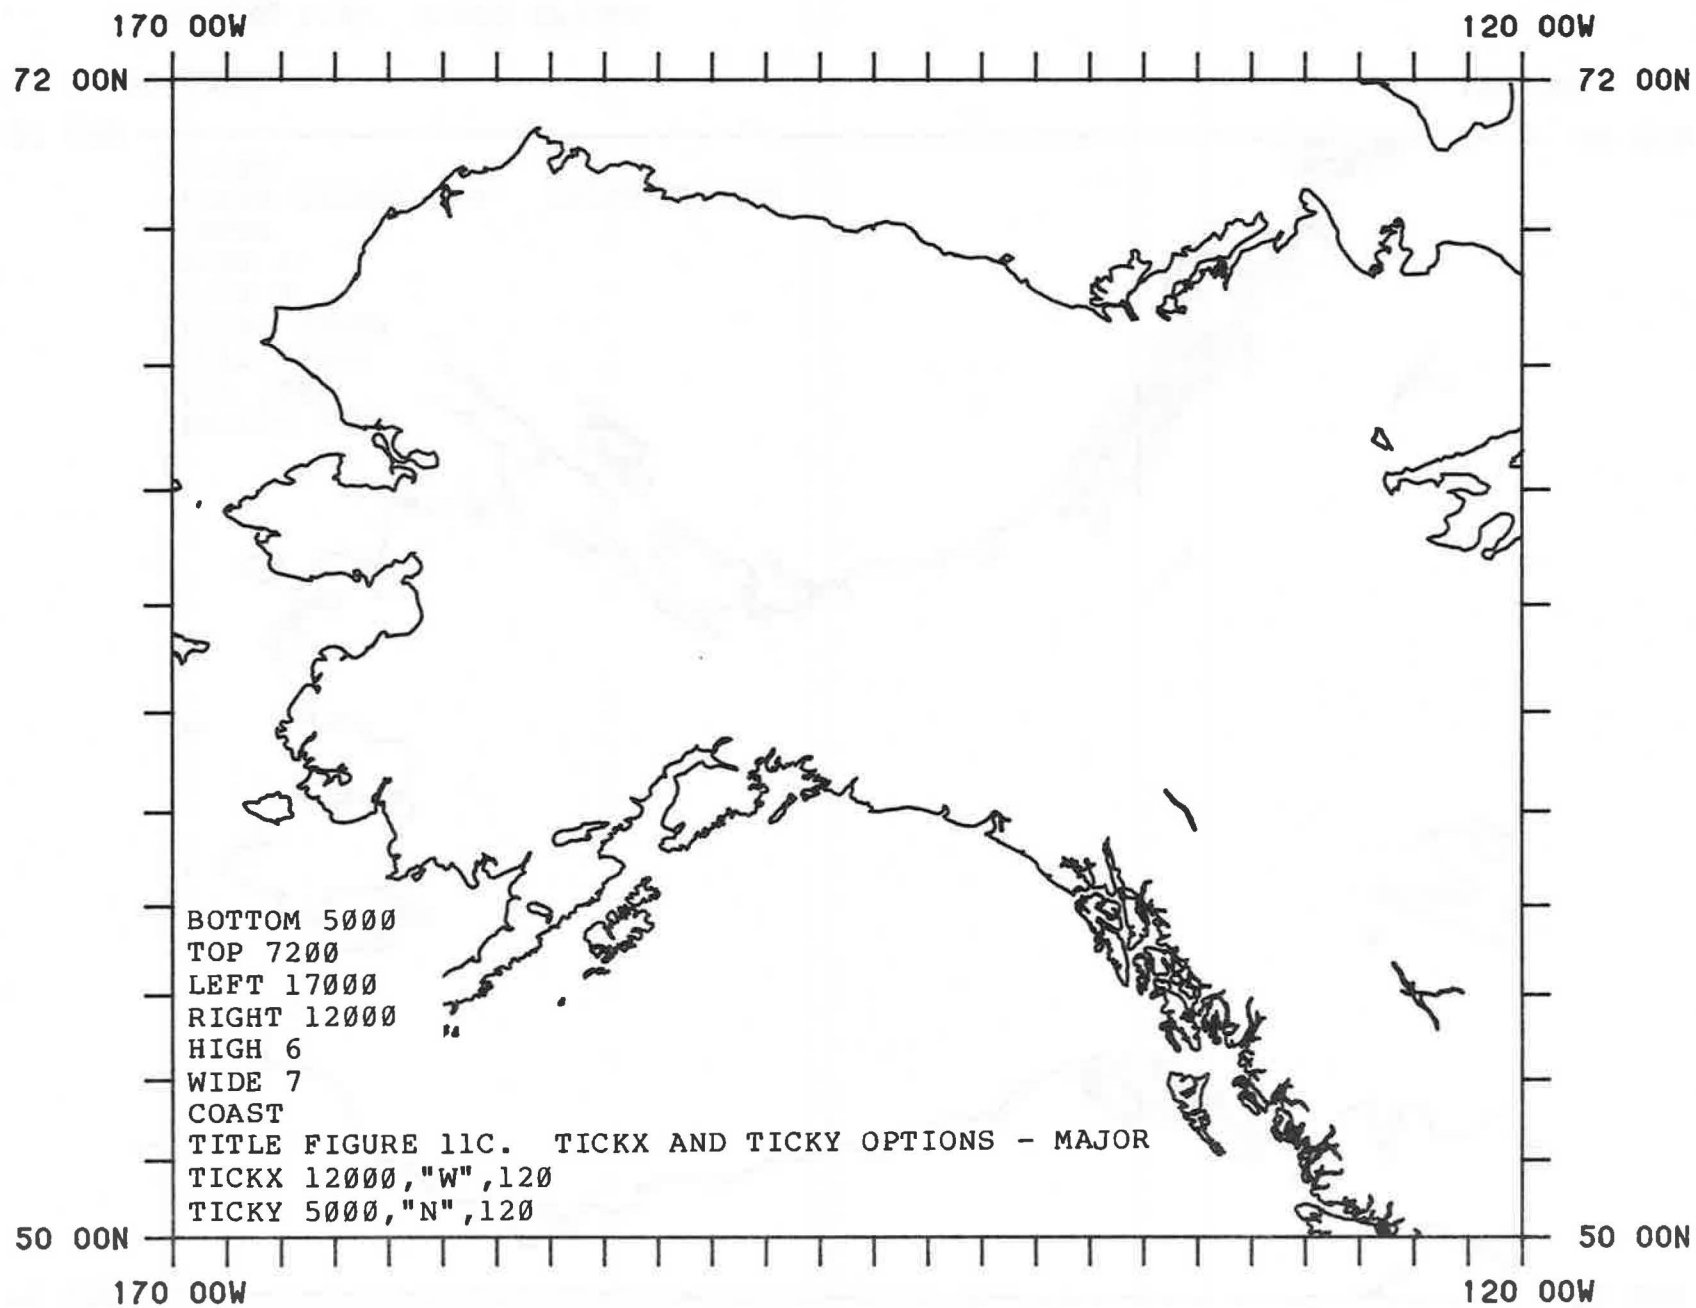 170 00W 120 00W
72 00N 72 00N
BOTTOM 5000
TOP 7200
LEFT 17000
RIGHT 12000
HIGH 6
WIDE 7
COAST
TITLE FIGURE 11C. TICKX AND TICKY OPTIONS - MAJOR
TICKX 12000,"W",120
TICKY 5000,"N",120
50 00N 50 00N
170 00W 120 00W